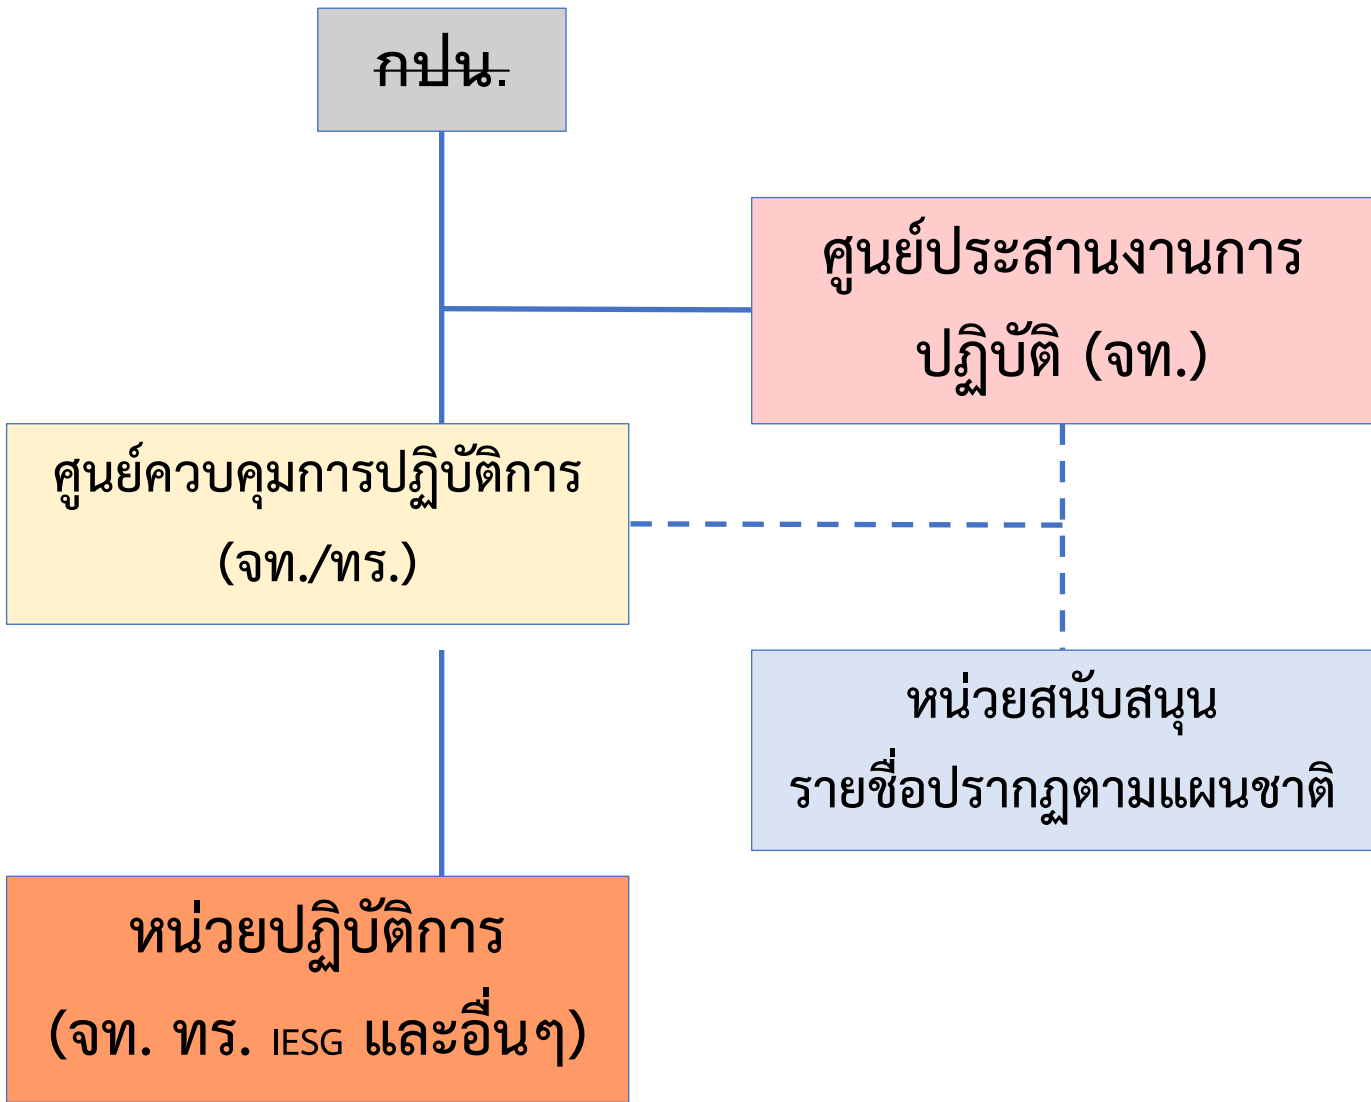 กปน.
ศูนย์ประสานงานการ
ปฏิบัติ (จท.)
ศูนย์ควบคุมการปฏิบัติการ
(จท./ทร.)
หน่วยสนับสนุน
รายชื่อปรากฏตามแผนชาติ
หน่วยปฏิบัติการ
(จท. ทร. IESG และอื่นๆ)